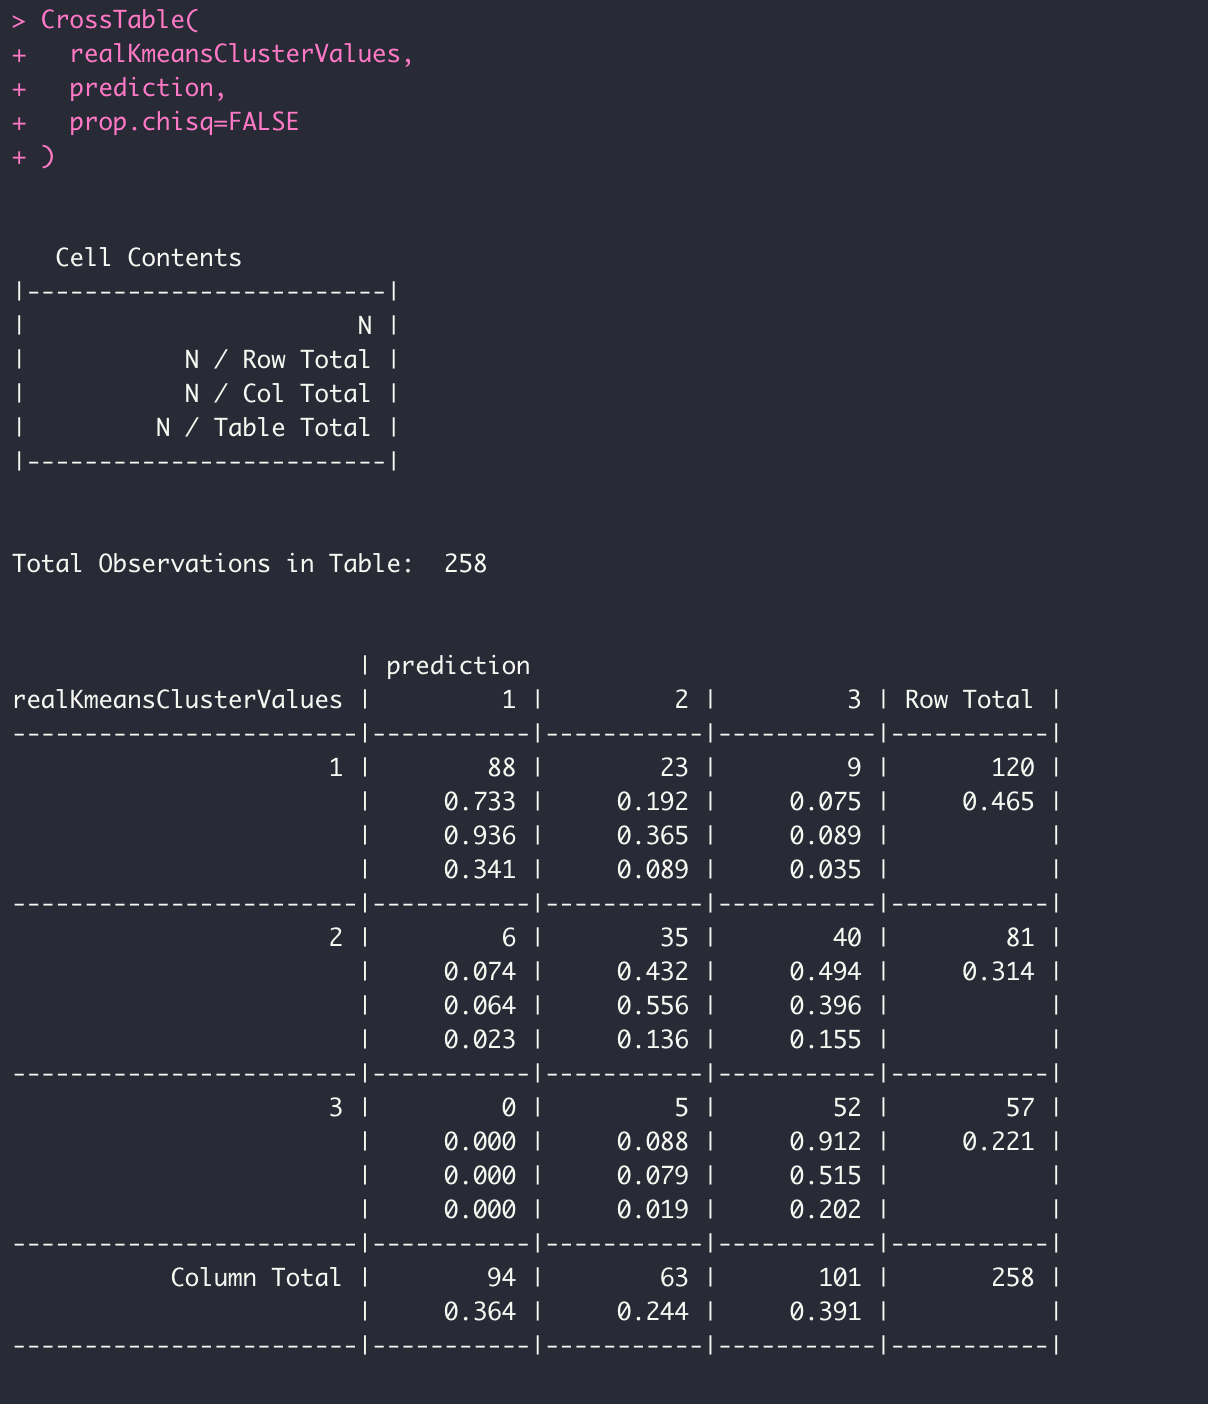 > CrossTable(
+   realKmeansClusterValues,
+   prediction,
+   prop.chisq=FALSE
+ )
   Cell Contents
|-------------------------|
|                       N |
|           N / Row Total |
|           N / Col Total |
|         N / Table Total |
|-------------------------|
Total Observations in Table:  258
                        | prediction
realKmeansClusterValues |         1 |         2 |         3 | Row Total |
------------------------|-----------|-----------|-----------|-----------|
                      1 |        88 |        23 |         9 |       120 |
                        |     0.733 |     0.192 |     0.075 |     0.465 |
                        |     0.936 |     0.365 |     0.089 |           |
                        |     0.341 |     0.089 |     0.035 |           |
------------------------|-----------|-----------|-----------|-----------|
                      2 |         6 |        35 |        40 |        81 |
                        |     0.074 |     0.432 |     0.494 |     0.314 |
                        |     0.064 |     0.556 |     0.396 |           |
                        |     0.023 |     0.136 |     0.155 |           |
------------------------|-----------|-----------|-----------|-----------|
                      3 |         0 |         5 |        52 |        57 |
                        |     0.000 |     0.088 |     0.912 |     0.221 |
                        |     0.000 |     0.079 |     0.515 |           |
                        |     0.000 |     0.019 |     0.202 |           |
------------------------|-----------|-----------|-----------|-----------|
           Column Total |        94 |        63 |       101 |       258 |
                        |     0.364 |     0.244 |     0.391 |           |
------------------------|-----------|-----------|-----------|-----------|